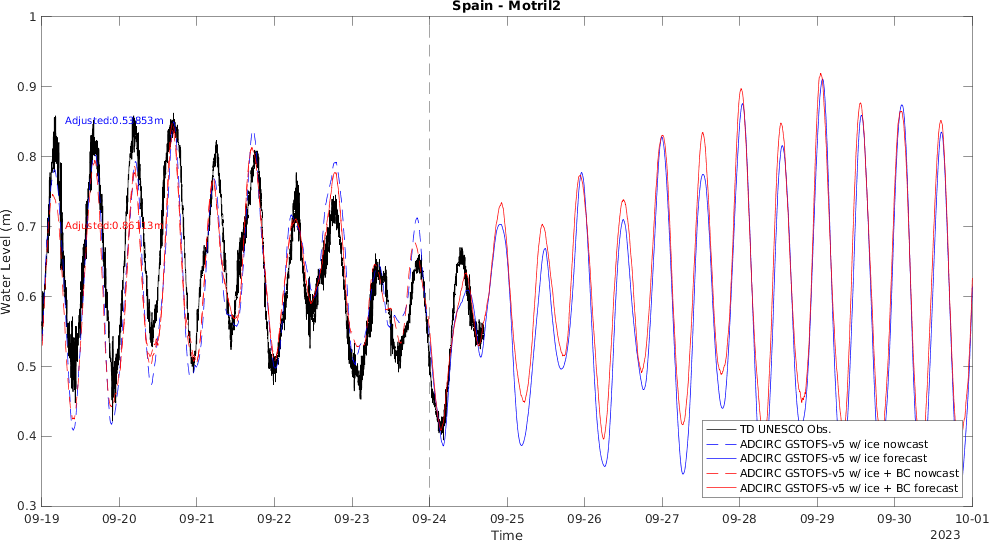 Spain - Motril2
Water Level (m)
1
0.9
0.8
0.7
0.6
0.5
0.4
0.3
Adjusted:0.53853m
TD UNESCO Obs.
ADCIRC GSTOFS-v5 w/ ice nowcast
ADCIRC GSTOFS-v5 w/ ice forecast
ADCIRC GSTOFS-v5 w/ ice + BC nowcast
ADCIRC GSTOFS-v5 w/ ice + BC forecast
09-19 09-20 09-21 09-22 09-23 09-24 09-25 09-26 09-27 09-28 09-29 09-30 10-01
Time
2023